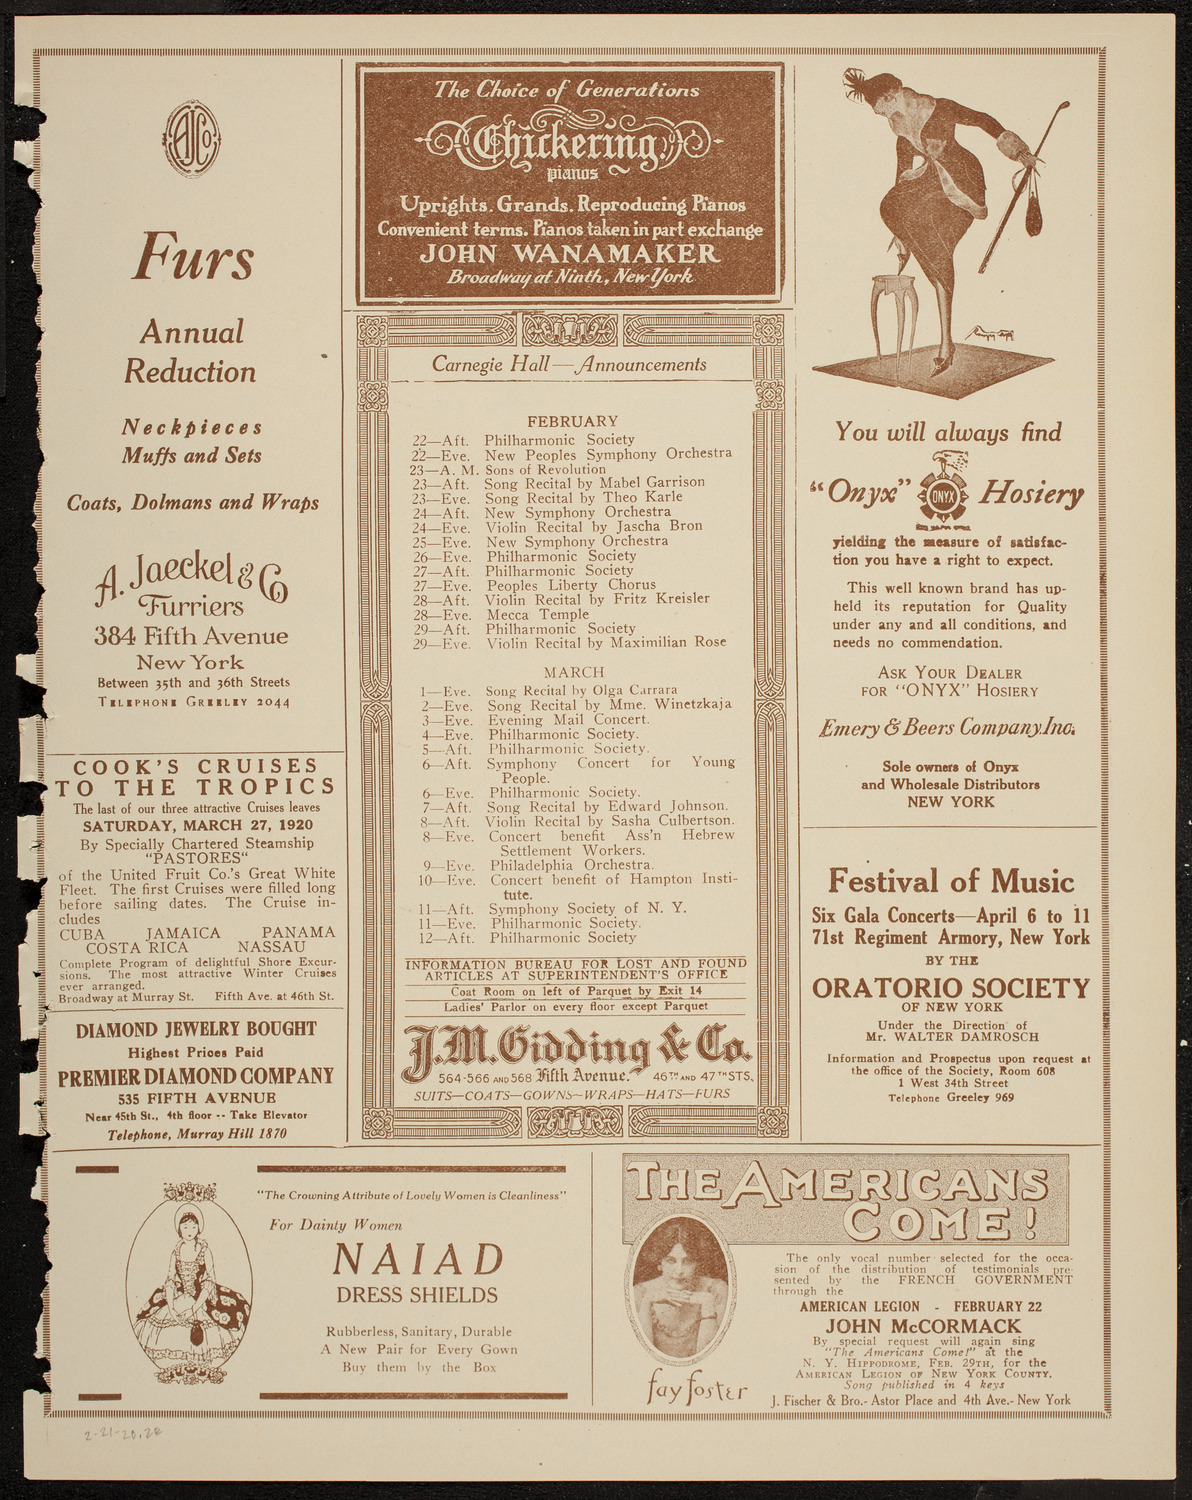 AJCo
Furs
Annual
Reduction
Neckpieces
Muffs and Sets
Coats, Dolmans and Wraps
A. Jaeckel & Co
Furriers
384 Fifth Avenue
New York
Between 35th and 36th Streets
TELEPHONE GREELEY 2044
COOK'S CRUISES
TO THE TROPICS
The last of our three attractive Cruises leaves
SATURDAY, MARCH 27, 1920
By Specially Chartered Steamship
"PASTORES"
of the United Fruit Co.'s Great White
Fleet. The first Cruises were filled long
before sailing dates. The Cruise in-
cludes
CUBA JAMAICA PANAMA
COSTA RICA NASSAU
Complete Program of delightful Shore Excur-
sions. The most attractive Winter Cruises
ever arranged.
Broadway at Murray St. Fifth Ave. at 46th St.
DIAMOND JEWELRY BOUGHT
Highest Prices Paid
PREMIER DIAMOND COMPANY
535 FIFTH AVENUE
Near 45th St., 4th floor -- Take Elevator
Telephone, Murray Hill 1870
The Choice of Generations
Chickering
pianos
Uprights. Grands. Reproducing Pianos
Convenient terms. Pianos taken in part exchange
JOHN WANAMAKER
Broadway at Ninth, New York
Carnegie Hall—Announcements
FEBRUARY
22—Aft. Philharmonic Society
22—Eve. New Peoples Symphony Orchestra
23—A. M. Sons of Revolution
23—Aft. Song Recital by Mabel Garrison
23—Eve. Song Recital by Theo Karle
24—Aft. New Symphony Orchestra
24—Eve. Violin Recital by Jascha Bron
25—Eve. New Symphony Orchestra
26—Eve. Philharmonic Society
27—Aft. Philharmonic Society
27—Eve. Peoples Liberty Chorus
28—Aft. Violin Recital by Fritz Kreisler
28—Eve. Mecca Temple
29—Aft. Philharmonic Society
29—Eve. Violin Recital by Maximilian Rose
MARCH
1—Eve. Song Recital by Olga Carrara
2—Eve. Song Recital by Mme. Winetzkaja
3—Eve. Evening Mail Concert.
4—Eve. Philharmonic Society.
5—Aft. Philharmonic Society.
6—Aft. Symphony Concert for Young
People.
6—Eve. Philharmonic Society.
7—Aft. Song Recital by Edward Johnson.
8—Aft. Violin Recital by Sasha Culbertson.
8—Eve. Concert benefit Ass'n Hebrew
Settlement Workers.
9—Eve. Philadelphia Orchestra.
10—Eve. Concert benefit of Hampton Insti-
tute.
11—Aft. Symphony Society of N. Y.
11—Eve. Philharmonic Society.
12—Aft. Philharmonic Society
INFORMATION BUREAU FOR LOST AND FOUND
ARTICLES AT SUPERINTENDENT'S OFFICE
Coat Room on left of Parquet by Exit 14
Ladies' Parlor on every floor except Parquet
J.M. Gidding & Co.
564-566 AND 568 Fifth Avenue. 46TH AND 47TH STS.
SUITS—COATS—GOWNS—WRAPS—HATS—FURS
You will always find
"Onyx" ONYX Hosiery
yielding the measure of satisfac-
tion you have a right to expect.
This well known brand has up-
held its reputation for Quality
under any and all conditions, and
needs no commendation.
ASK YOUR DEALER
FOR "ONYX" HOSIERY
Emery & Beers Company, Inc.
Sole owners of Onyx
and Wholesale Distributors
NEW YORK
Festival of Music
Six Gala Concerts—April 6 to 11
71st Regiment Armory, New York
BY THE
ORATORIO SOCIETY
OF NEW YORK
Under the Direction of
Mr. WALTER DAMROSCH
Information and Prospectus upon request at
the office of the Society, Room 608
1 West 34th Street
Telephone Greeley 969
"The Crowning Attribute of Lovely Women is Cleanliness"
For Dainty Women
NAIAD
DRESS SHIELDS
Rubberless, Sanitary, Durable
A New Pair for Every Gown
Buy them by the Box
THE AMERICANS
COME!
The only vocal number selected for the occa-
sion of the distribution of testimonials pre-
sented by the FRENCH GOVERNMENT
through the
AMERICAN LEGION - FEBRUARY 22
JOHN McCORMACK
By special request will again sing
"The Americans Come!" at the
N. Y. HIPPODROME, FEB. 29TH, for the
AMERICAN LEGION OF NEW YORK COUNTY.
Song published in 4 keys
J. Fischer & Bro.- Astor Place and 4th Ave.- New York
fay foster
2-21-20.2E